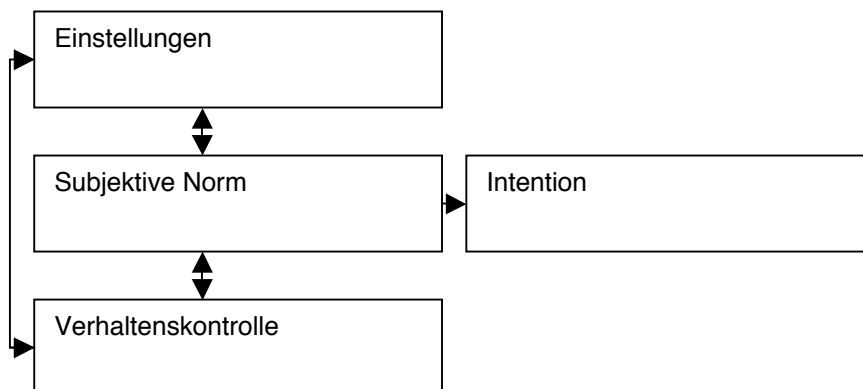 Einstellungen
Subjektive Norm
Intention
Verhaltenskontrolle